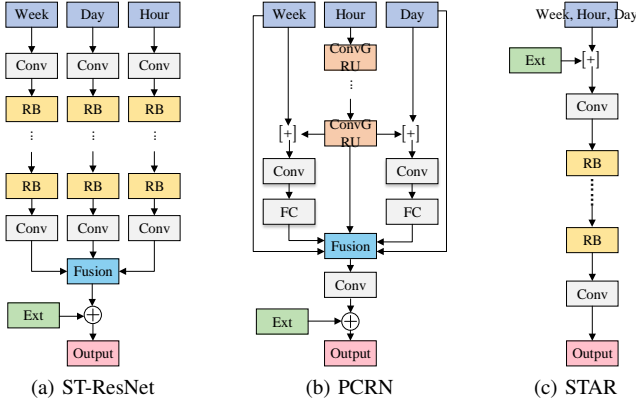 Week Day Hour
Conv Conv Conv
RB RB RB
... ... ...
RB RB RB
Conv Conv Conv
Fusion
Ext +
Output
(a) ST-ResNet
Week Hour Day
ConvG
RU
...
[+] ConvG [+]
RU
Conv Conv
FC FC
Fusion
Conv
Ext +
Output
(b) PCRN
Week, Hour, Day
Ext [+]
Conv
RB
......
RB
Conv
Output
(c) STAR